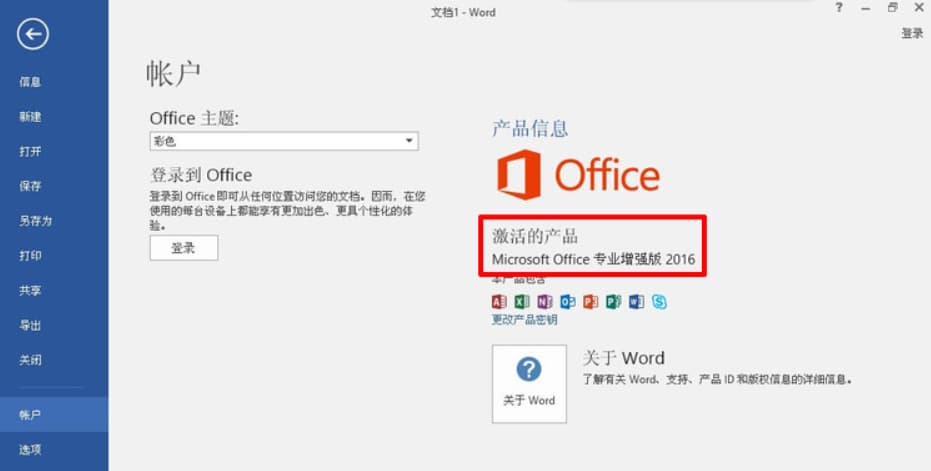 文档1 - Word
?
登录
信息
新建
打开
保存
另存为
打印
共享
导出
关闭
帐户
选项
帐户
Office 主题:
彩色
登录到 Office
登录到 Office 即可从任何位置访问您的文档。因而，在您
使用的每台设备上都能享有更加出色、更具个性化的体
验。
登录
产品信息
Office
激活的产品
Microsoft Office 专业增强版 2016
本产品包含
更改产品密钥
?
关于 Word
关于 Word
了解有关 Word、支持、产品 ID 和版权信息的详细信息。